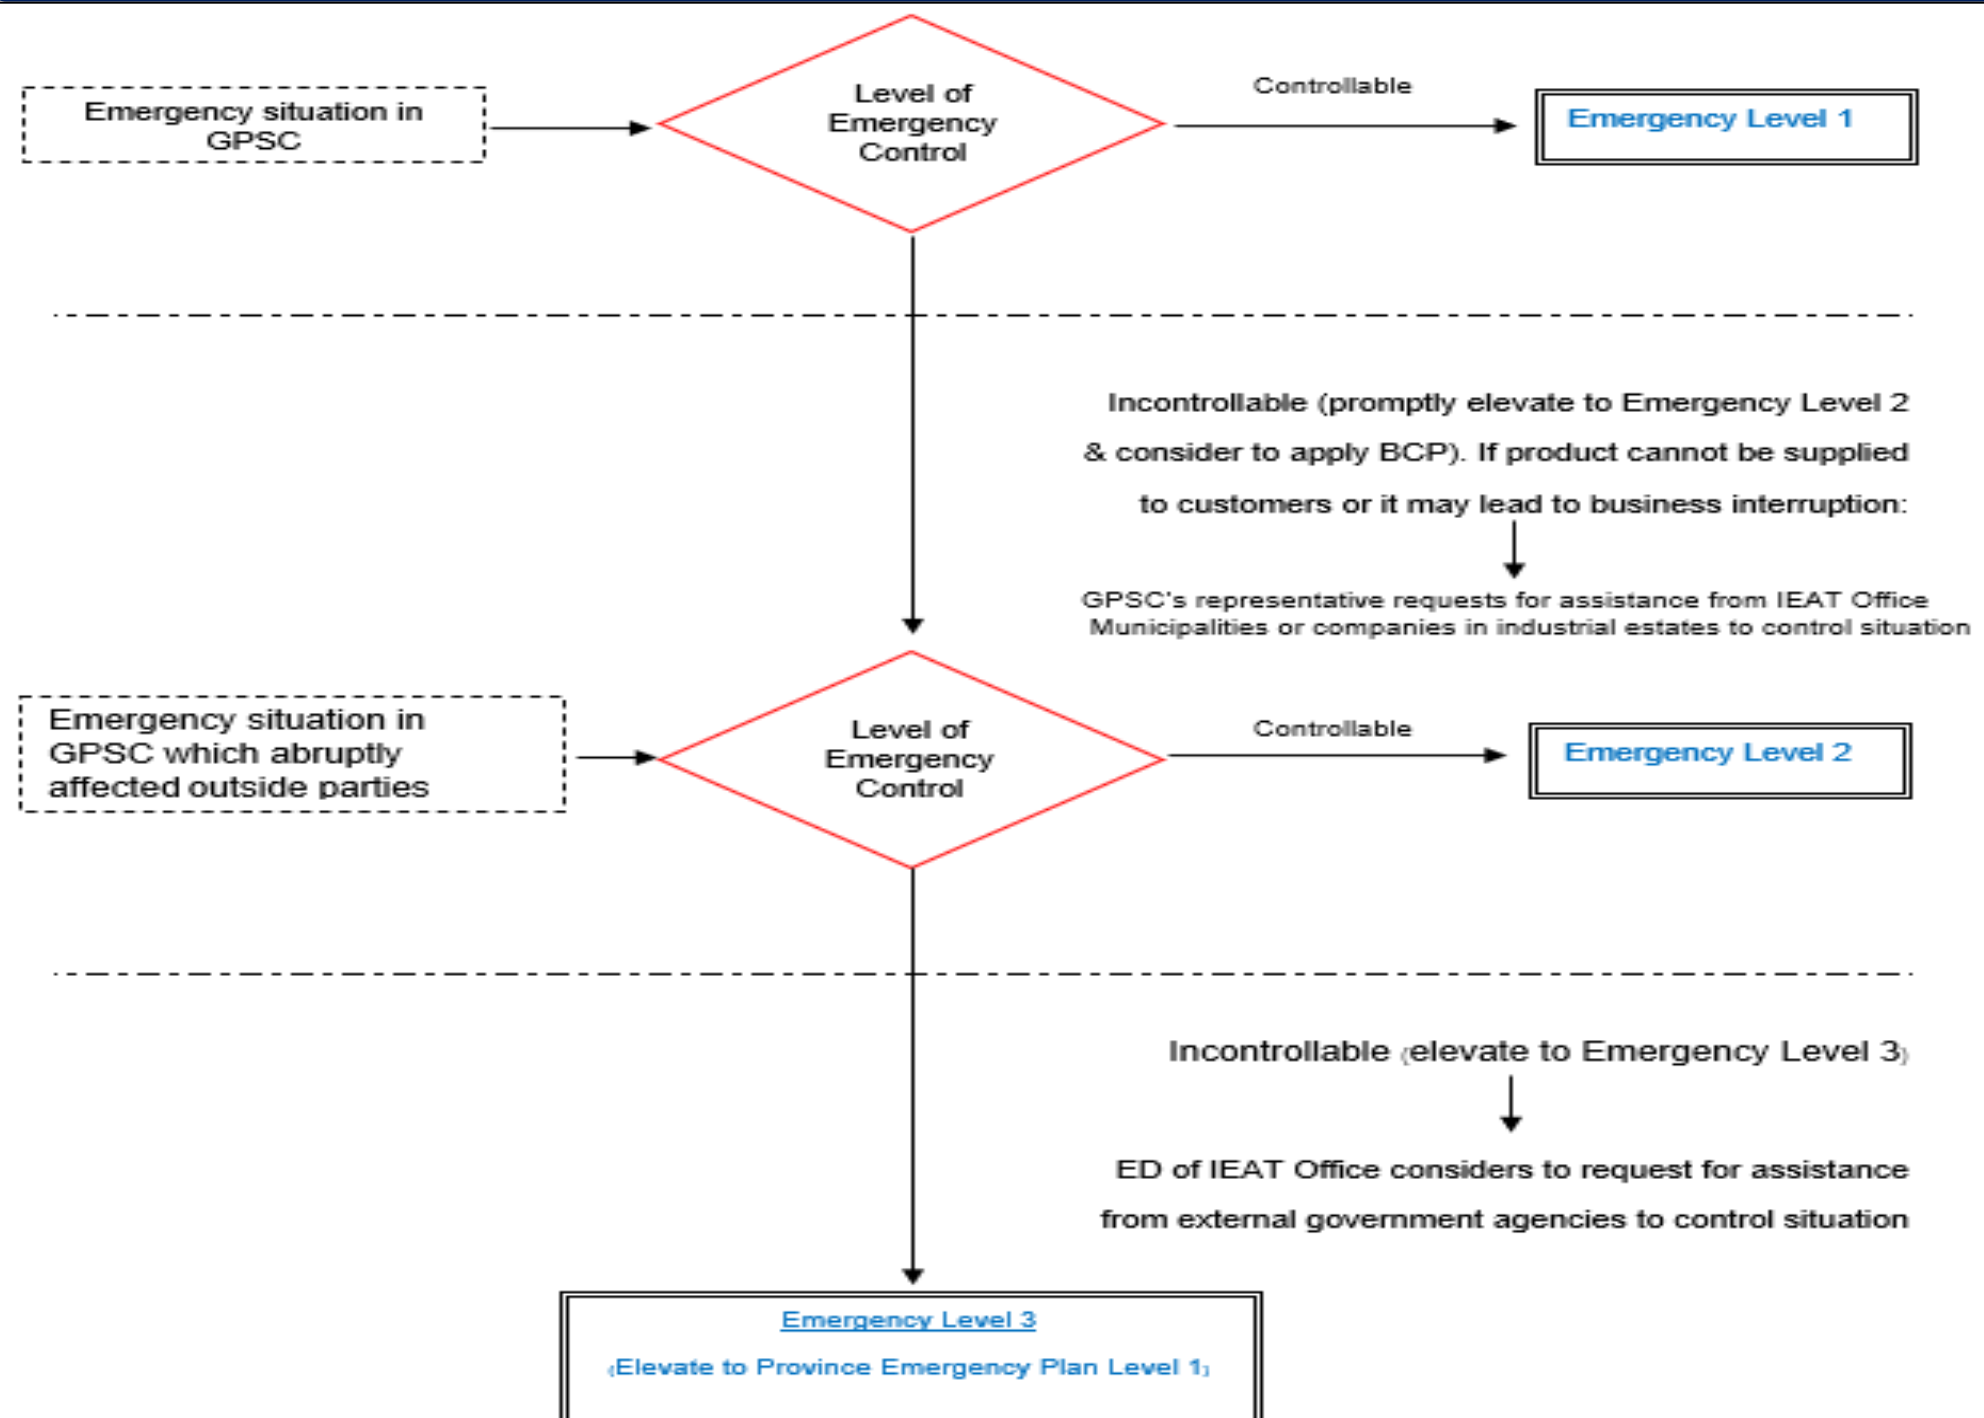 Emergency situation in
GPSC
Level of
Emergency
Control
Controllable
Emergency Level 1
Incontrollable (promptly elevate to Emergency Level 2
& consider to apply BCP). If product cannot be supplied
to customers or it may lead to business interruption:
GPSC's representative requests for assistance from IEAT Office
Municipalities or companies in industrial estates to control situation
Emergency situation in
GPSC which abruptly
affected outside parties
Level of
Emergency
Control
Controllable
Emergency Level 2
Incontrollable (elevate to Emergency Level 3)
ED of IEAT Office considers to request for assistance
from external government agencies to control situation
Emergency Level 3
(Elevate to Province Emergency Plan Level 1)